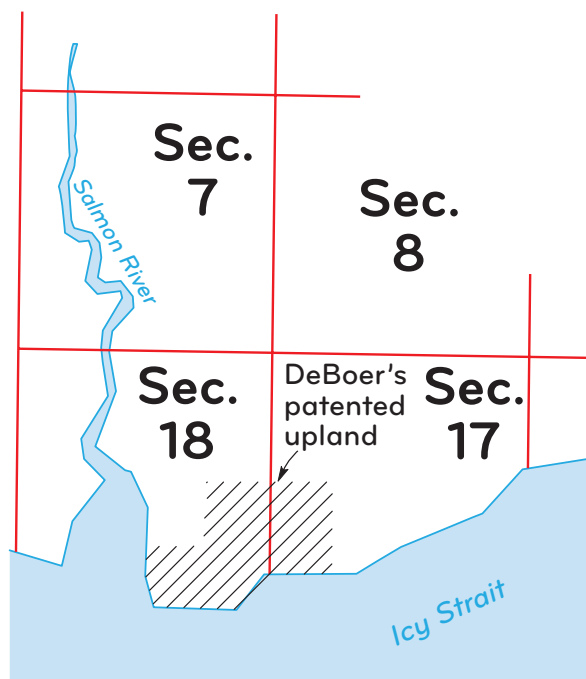 Sec.
7
Salmon River
Sec.
8
Sec.
18
DeBoer's
patented
upland
Sec.
17
Icy Strait